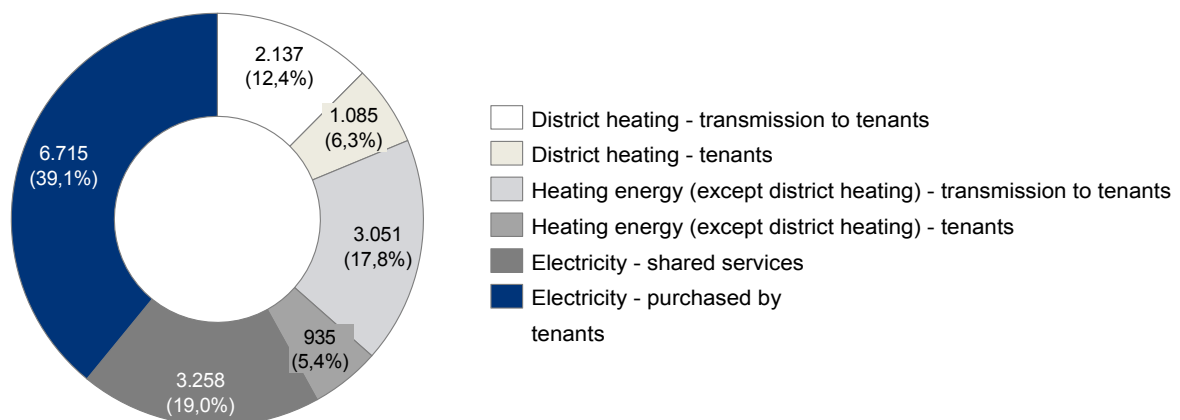 2.137
(12,4%)
1.085
(6,3%)
3.051
(17,8%)
935
(5,4%)
3.258
(19,0%)
6.715
(39,1%)
District heating - transmission to tenants
District heating - tenants
Heating energy (except district heating) - transmission to tenants
Heating energy (except district heating) - tenants
Electricity - shared services
Electricity - purchased by
tenants